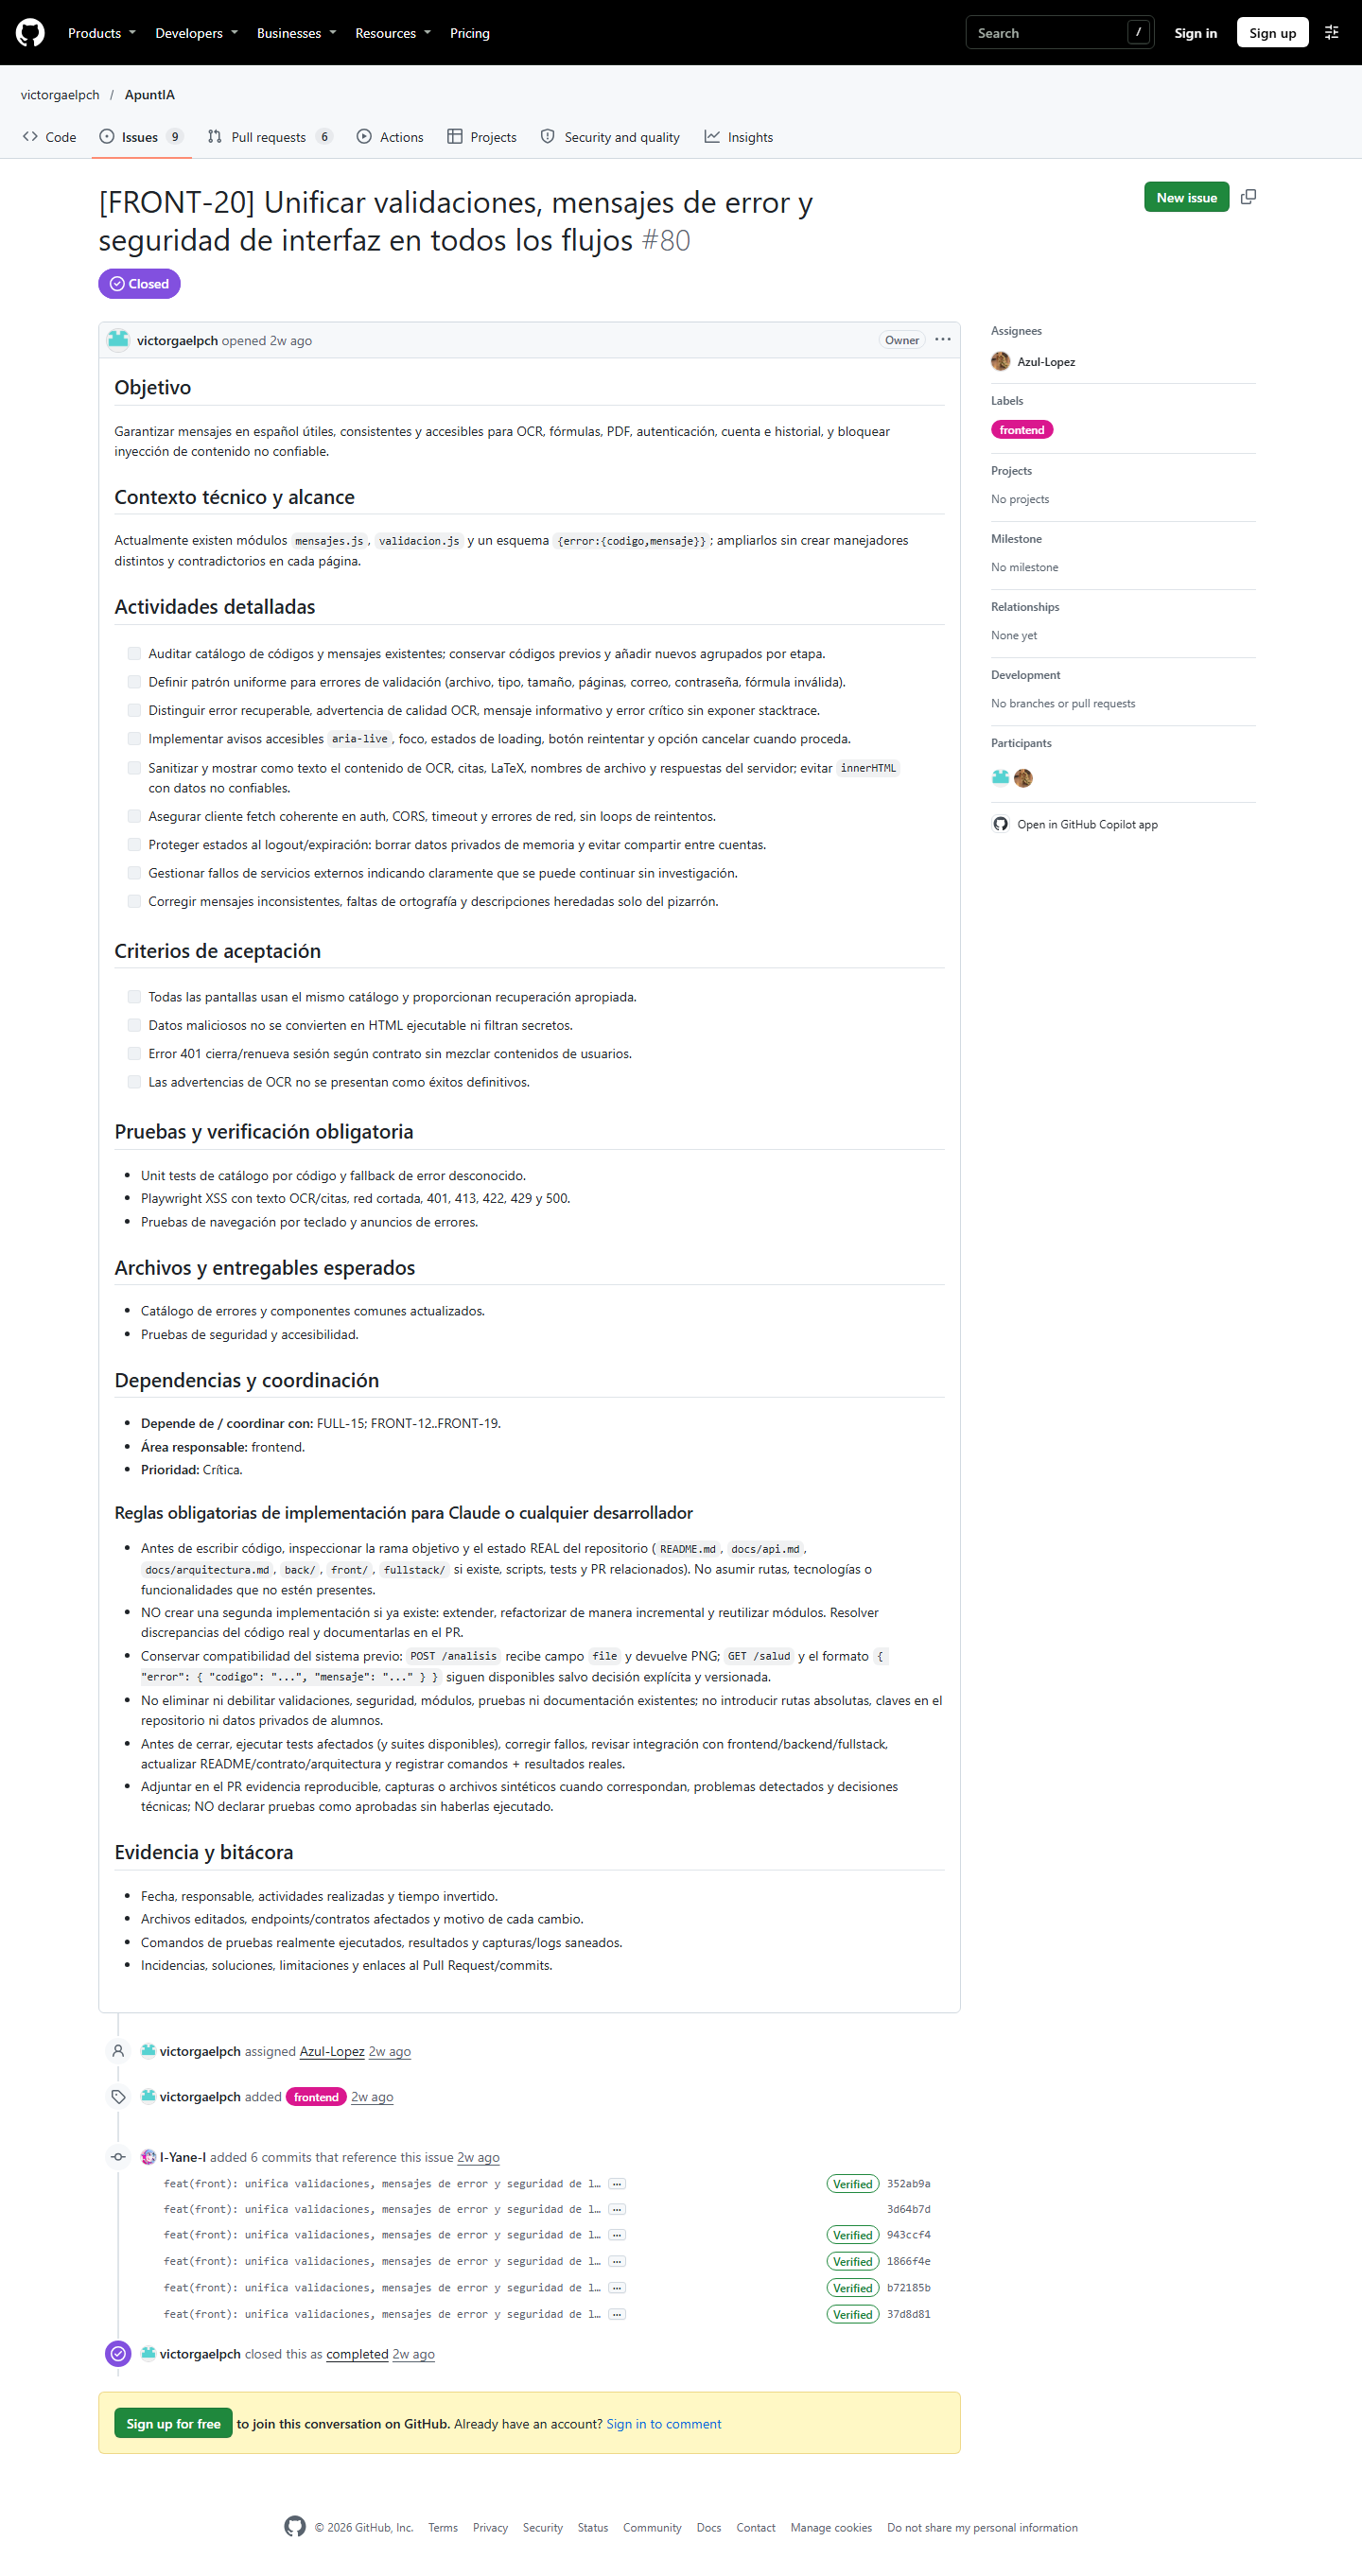 Products
Developers
Businesses
Resources
Pricing
Search
/
Sign in
Sign up
victorgaelpch / ApuntIA
Code
Issues 9
Pull requests 6
Actions
Projects
Security and quality
Insights
[FRONT-20] Unificar validaciones, mensajes de error y
seguridad de interfaz en todos los flujos #80
New issue
Closed
victorgaelpch opened 2w ago
Owner
Objetivo
Garantizar mensajes en español útiles, consistentes y accesibles para OCR, fórmulas, PDF, autenticación, cuenta e historial, y bloquear
inyección de contenido no confiable.
Contexto técnico y alcance
Actualmente existen módulos mensajes.js, validacion.js y un esquema {error:{codigo,mensaje}}; ampliarlos sin crear manejadores
distintos y contradictorios en cada página.
Actividades detalladas
Auditar catálogo de códigos y mensajes existentes; conservar códigos previos y añadir nuevos agrupados por etapa.
Definir patrón uniforme para errores de validación (archivo, tipo, tamaño, páginas, correo, contraseña, fórmula inválida).
Distinguir error recuperable, advertencia de calidad OCR, mensaje informativo y error crítico sin exponer stacktrace.
Implementar avisos accesibles aria-live, foco, estados de loading, botón reintentar y opción cancelar cuando proceda.
Sanitizar y mostrar como texto el contenido de OCR, citas, LaTeX, nombres de archivo y respuestas del servidor; evitar innerHTML
con datos no confiables.
Asegurar cliente fetch coherente en auth, CORS, timeout y errores de red, sin loops de reintentos.
Proteger estados al logout/expiración: borrar datos privados de memoria y evitar compartir entre cuentas.
Gestionar fallos de servicios externos indicando claramente que se puede continuar sin investigación.
Corregir mensajes inconsistentes, faltas de ortografía y descripciones heredadas solo del pizarrón.
Criterios de aceptación
Todas las pantallas usan el mismo catálogo y proporcionan recuperación apropiada.
Datos maliciosos no se convierten en HTML ejecutable ni filtran secretos.
Error 401 cierra/renueva sesión según contrato sin mezclar contenidos de usuarios.
Las advertencias de OCR no se presentan como éxitos definitivos.
Pruebas y verificación obligatoria
Unit tests de catálogo por código y fallback de error desconocido.
Playwright XSS con texto OCR/citas, red cortada, 401, 413, 422, 429 y 500.
Pruebas de navegación por teclado y anuncios de errores.
Archivos y entregables esperados
Catálogo de errores y componentes comunes actualizados.
Pruebas de seguridad y accesibilidad.
Dependencias y coordinación
Depende de / coordinar con: FULL-15; FRONT-12..FRONT-19.
Área responsable: frontend.
Prioridad: Crítica.
Reglas obligatorias de implementación para Claude o cualquier desarrollador
Antes de escribir código, inspeccionar la rama objetivo y el estado REAL del repositorio ( README.md, docs/api.md,
docs/arquitectura.md, back/, front/, fullstack/ si existe, scripts, tests y PR relacionados). No asumir rutas, tecnologías o
funcionalidades que no estén presentes.
NO crear una segunda implementación si ya existe: extender, refactorizar de manera incremental y reutilizar módulos. Resolver
discrepancias del código real y documentarlas en el PR.
Conservar compatibilidad del sistema previo: POST /analisis recibe campo file y devuelve PNG; GET /salud y el formato {
"error": { "codigo": "...", "mensaje": "..." } } siguen disponibles salvo decisión explícita y versionada.
No eliminar ni debilitar validaciones, seguridad, módulos, pruebas ni documentación existentes; no introducir rutas absolutas, claves en el
repositorio ni datos privados de alumnos.
Antes de cerrar, ejecutar tests afectados (y suites disponibles), corregir fallos, revisar integración con frontend/backend/fullstack,
actualizar README/contrato/arquitectura y registrar comandos + resultados reales.
Adjuntar en el PR evidencia reproducible, capturas o archivos sintéticos cuando correspondan, problemas detectados y decisiones
técnicas; NO declarar pruebas como aprobadas sin haberlas ejecutado.
Evidencia y bitácora
Fecha, responsable, actividades realizadas y tiempo invertido.
Archivos editados, endpoints/contratos afectados y motivo de cada cambio.
Comandos de pruebas realmente ejecutados, resultados y capturas/logs saneados.
Incidencias, soluciones, limitaciones y enlaces al Pull Request/commits.
victorgaelpch assigned Azul-Lopez 2w ago
victorgaelpch added frontend 2w ago
I-Yane-I added 6 commits that reference this issue 2w ago
feat(front): unifica validaciones, mensajes de error y seguridad de l… ... Verified 352ab9a
feat(front): unifica validaciones, mensajes de error y seguridad de l… ... 3d64b7d
feat(front): unifica validaciones, mensajes de error y seguridad de l… ... Verified 943ccf4
feat(front): unifica validaciones, mensajes de error y seguridad de l… ... Verified 1866f4e
feat(front): unifica validaciones, mensajes de error y seguridad de l… ... Verified b72185b
feat(front): unifica validaciones, mensajes de error y seguridad de l… ... Verified 37d8d81
victorgaelpch closed this as completed 2w ago
Sign up for free to join this conversation on GitHub. Already have an account? Sign in to comment
Assignees
Azul-Lopez
Labels
frontend
Projects
No projects
Milestone
No milestone
Relationships
None yet
Development
No branches or pull requests
Participants
Open in GitHub Copilot app
© 2026 GitHub, Inc.
Terms
Privacy
Security
Status
Community
Docs
Contact
Manage cookies
Do not share my personal information